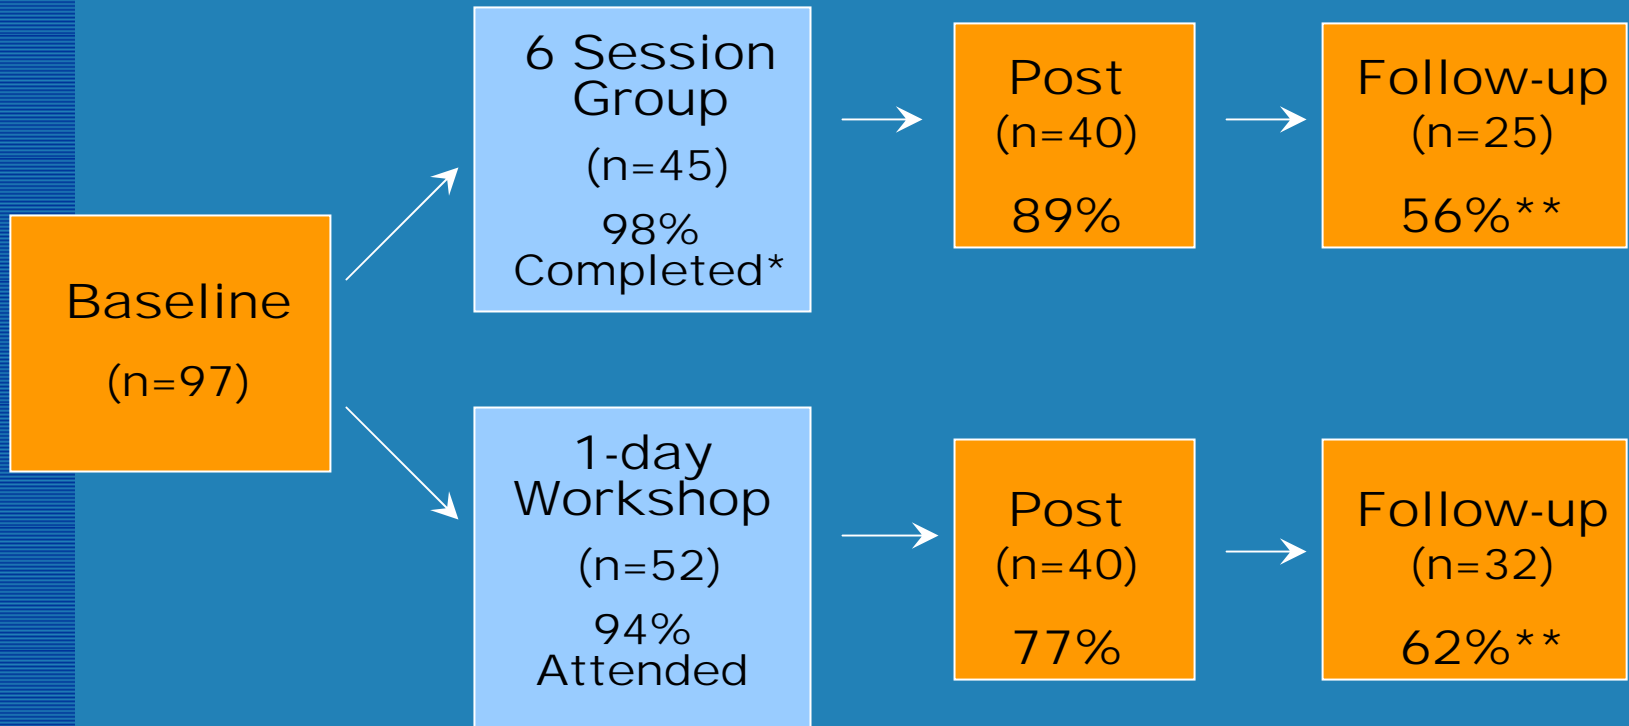 Baseline
(n=97)
6 Session
Group
(n=45)
98%
Completed*
Post
(n=40)
89%
Follow-up
(n=25)
56%**
1-day
Workshop
(n=52)
94%
Attended
Post
(n=40)
77%
Follow-up
(n=32)
62%**